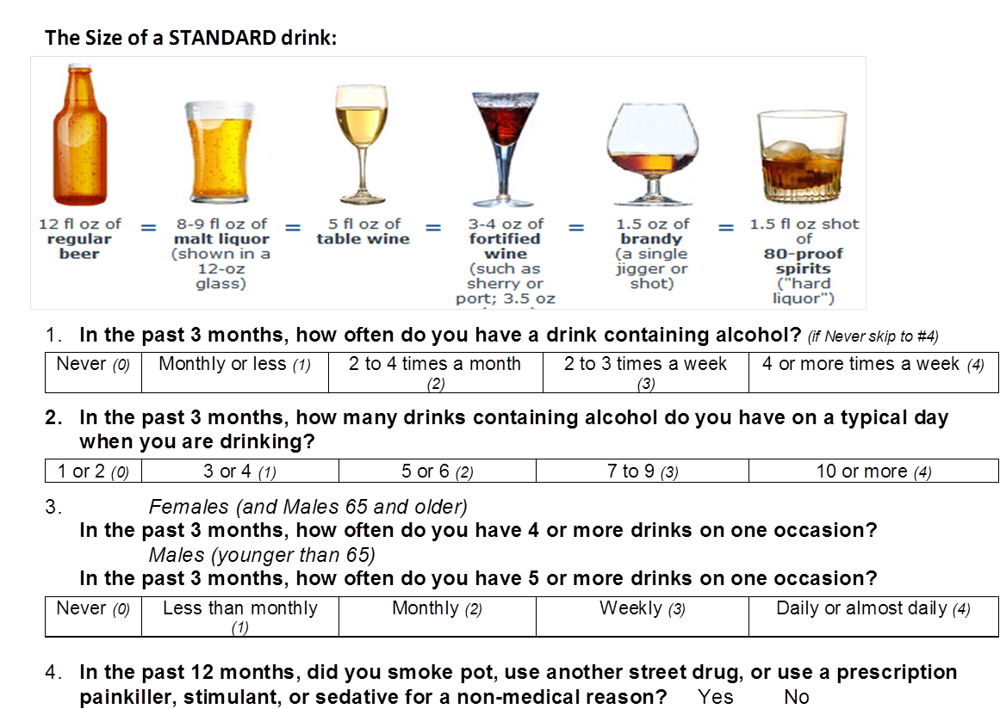 The Size of a STANDARD drink:
12 fl oz of regular beer = 8-9 fl oz of malt liquor (shown in a 12-oz glass) = 5 fl oz of table wine = 3-4 oz of fortified wine (such as sherry or port; 3.5 oz = 1.5 oz of brandy (a single jigger or shot) = 1.5 fl oz shot of 80-proof spirits ("hard liquor")
1. In the past 3 months, how often do you have a drink containing alcohol? (if Never skip to #4)
Never (0) Monthly or less (1) 2 to 4 times a month (2) 2 to 3 times a week (3) 4 or more times a week (4)
2. In the past 3 months, how many drinks containing alcohol do you have on a typical day
when you are drinking?
1 or 2 (0) 3 or 4 (1) 5 or 6 (2) 7 to 9 (3) 10 or more (4)
3. Females (and Males 65 and older)
In the past 3 months, how often do you have 4 or more drinks on one occasion?
Males (younger than 65)
In the past 3 months, how often do you have 5 or more drinks on one occasion?
Never (0) Less than monthly (1) Monthly (2) Weekly (3) Daily or almost daily (4)
4. In the past 12 months, did you smoke pot, use another street drug, or use a prescription
painkiller, stimulant, or sedative for a non-medical reason? Yes No